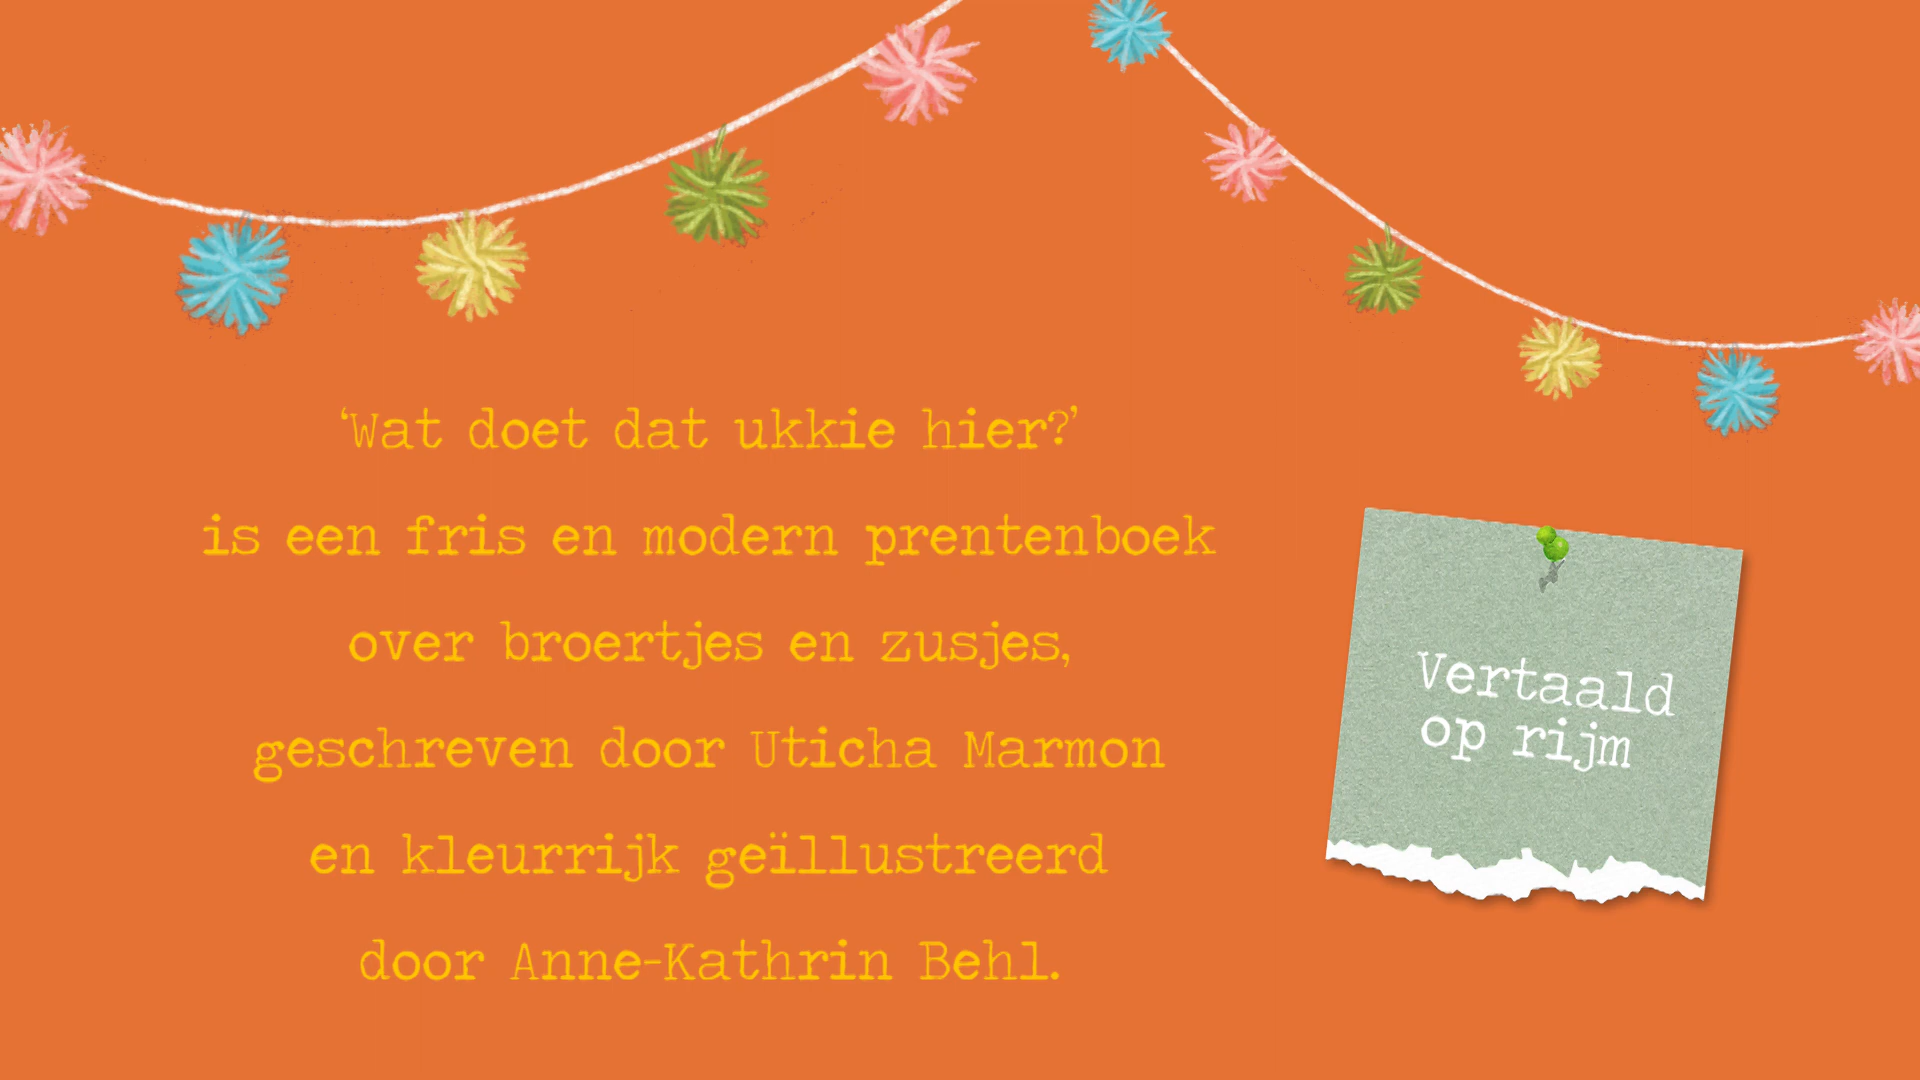 ‘Wat doet dat ukkie hier?’
is een fris en modern prentenboek
over broertjes en zusjes,
geschreven door Uticha Marmon
en kleurrijk geïllustreerd
door Anne-Kathrin Behl.
Vertaald
op rijm